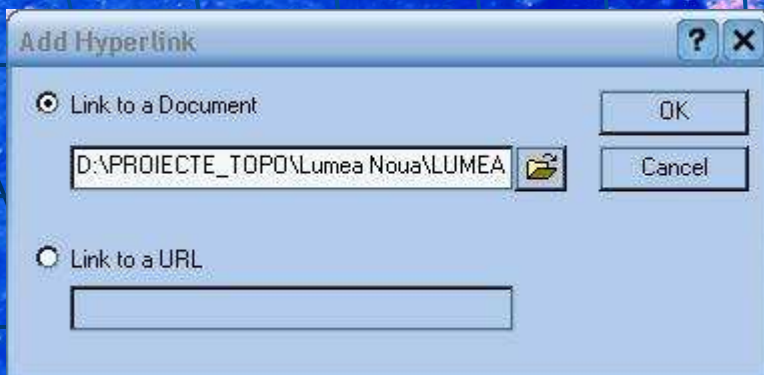 Add Hyperlink
Link to a Document
OK
D:\PROIECTE_TOPO\Lumea Noua\LUMEA
Cancel
Link to a URL